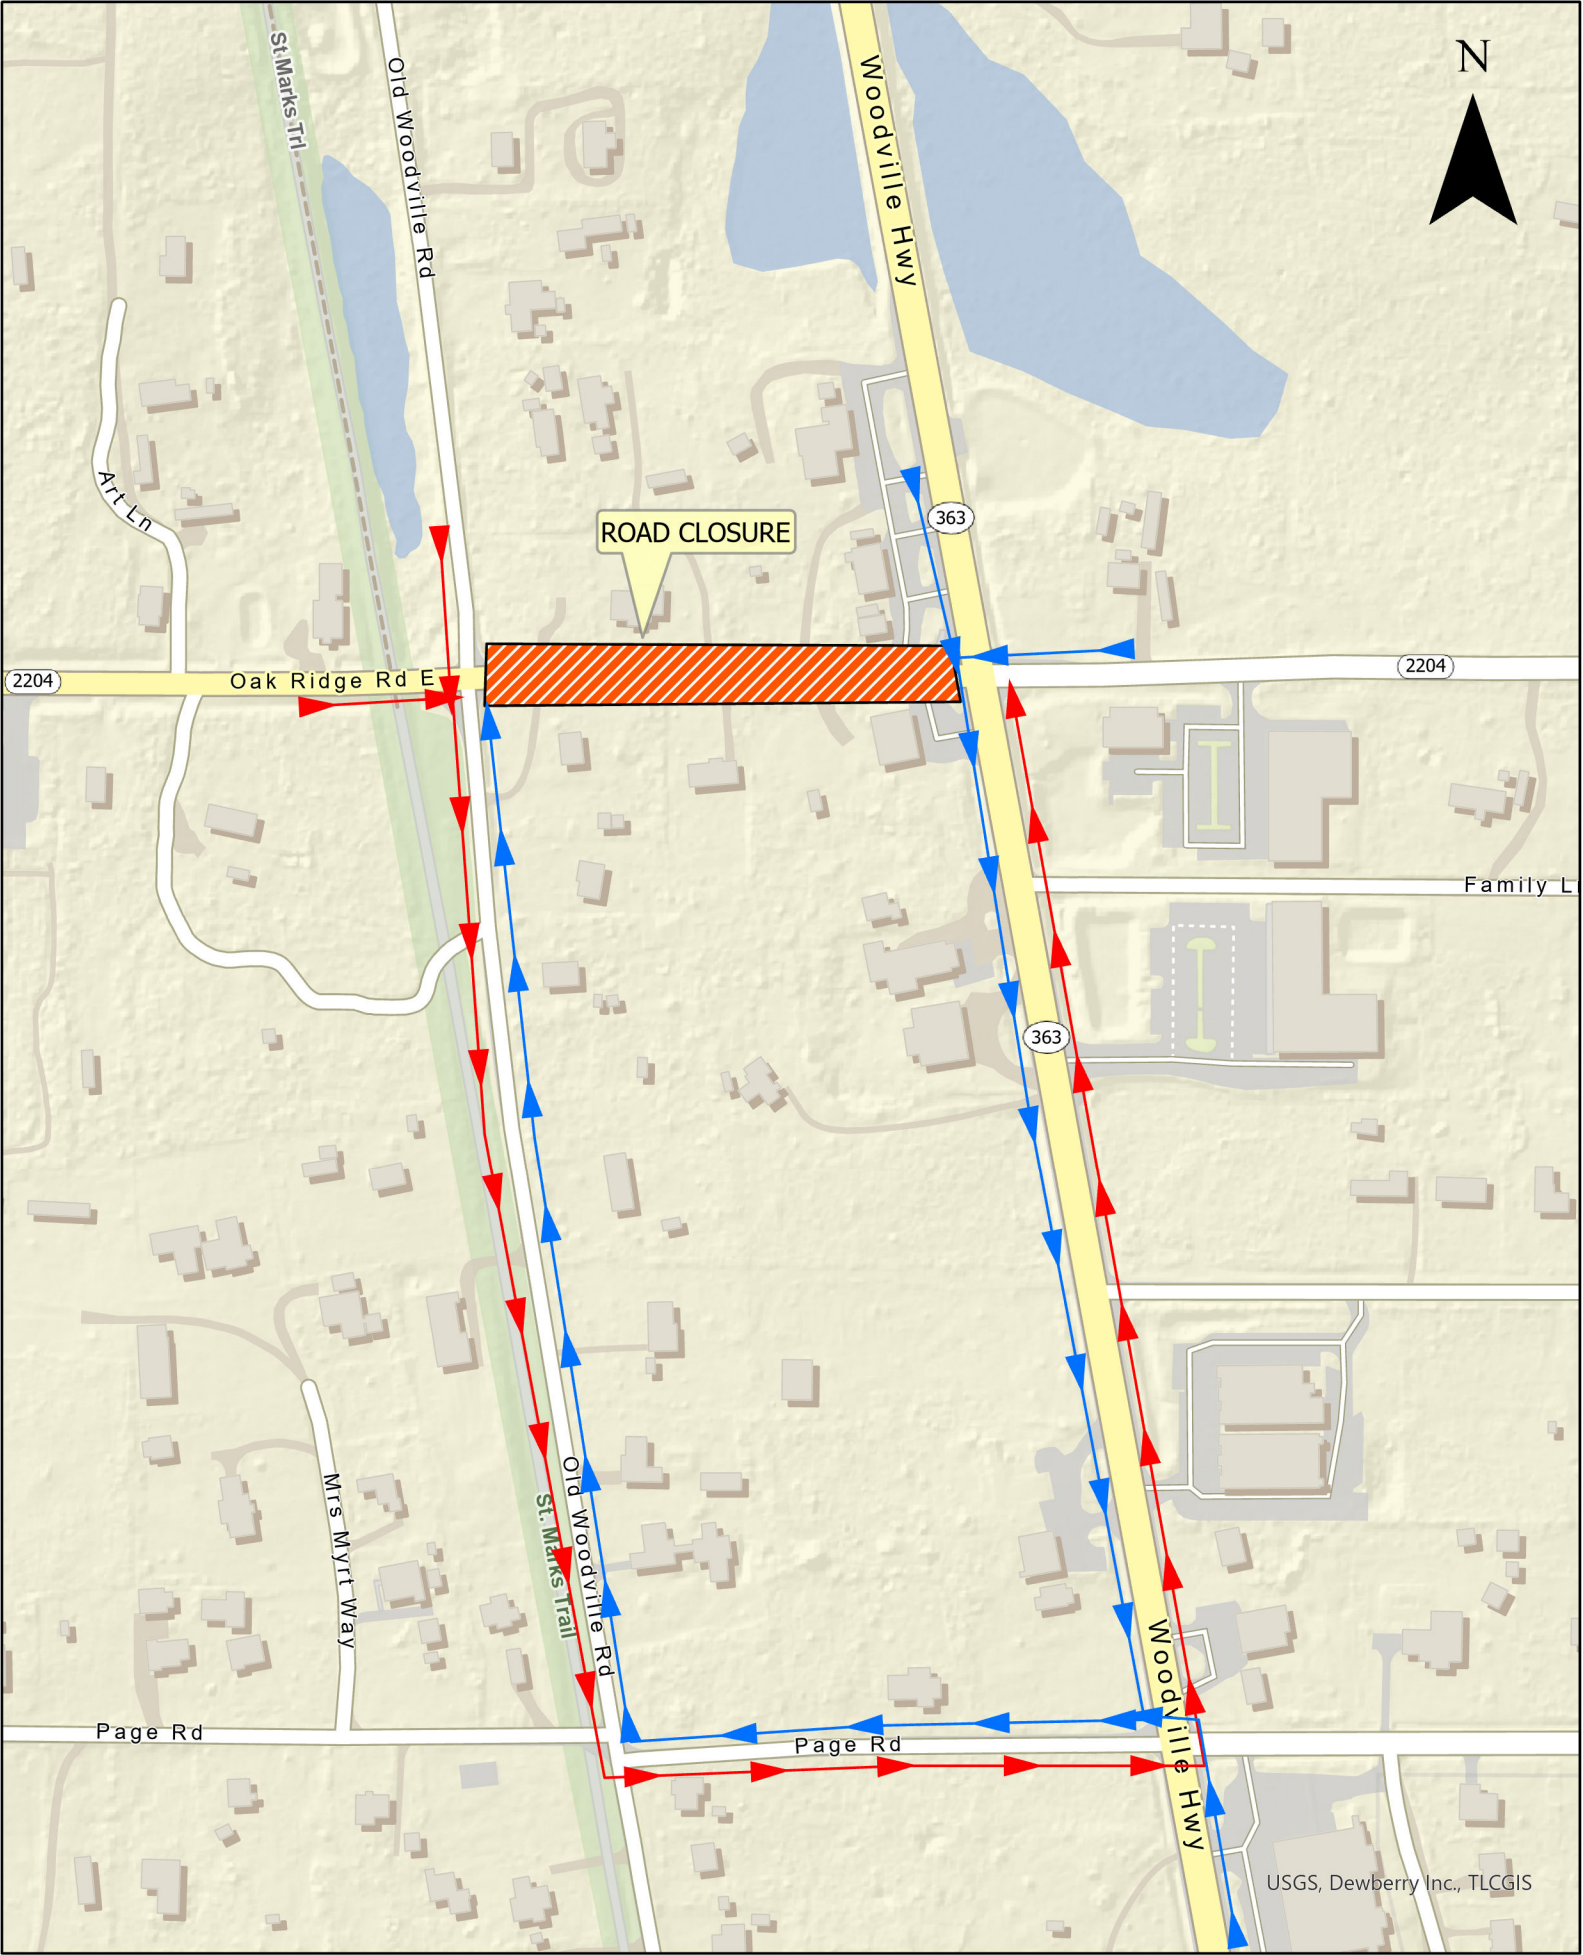 St Marks Trl
Old Woodville Rd
Woodville Hwy
N
Art Ln
363
ROAD CLOSURE
2204
Oak Ridge Rd E
2204
Family L
363
Old Woodville Rd
St. Marks Trail
Mrs Myrt Way
Woodville Hwy
Page Rd
Page Rd
USGS, Dewberry Inc., TLCGIS